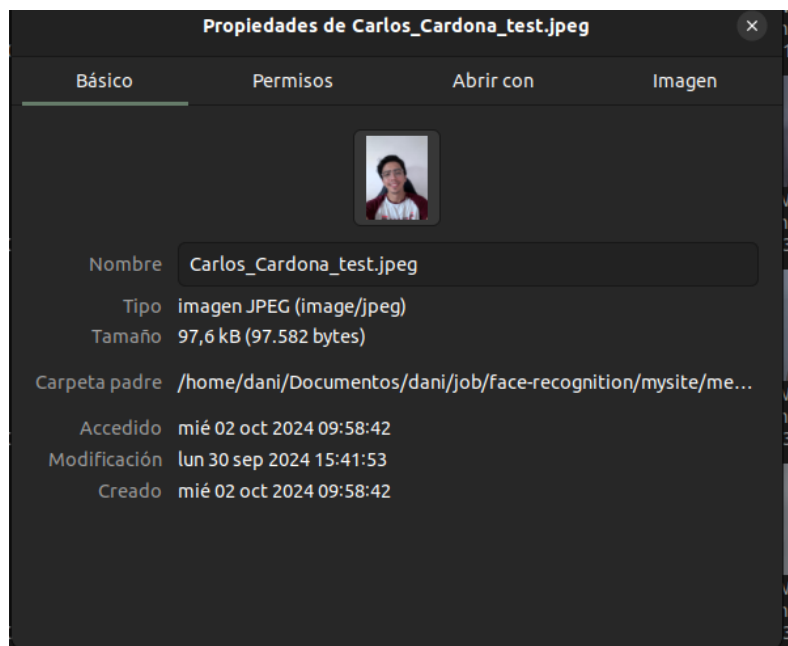 Propiedades de Carlos_Cardona_test.jpeg
Básico Permisos Abrir con Imagen
Nombre Carlos_Cardona_test.jpeg
Tipo imagen JPEG (image/jpeg)
Tamaño 97,6 kB (97.582 bytes)
Carpeta padre /home/dani/Documentos/dani/job/face-recognition/mysite/me…
Accedido mié 02 oct 2024 09:58:42
Modificación lun 30 sep 2024 15:41:53
Creado mié 02 oct 2024 09:58:42